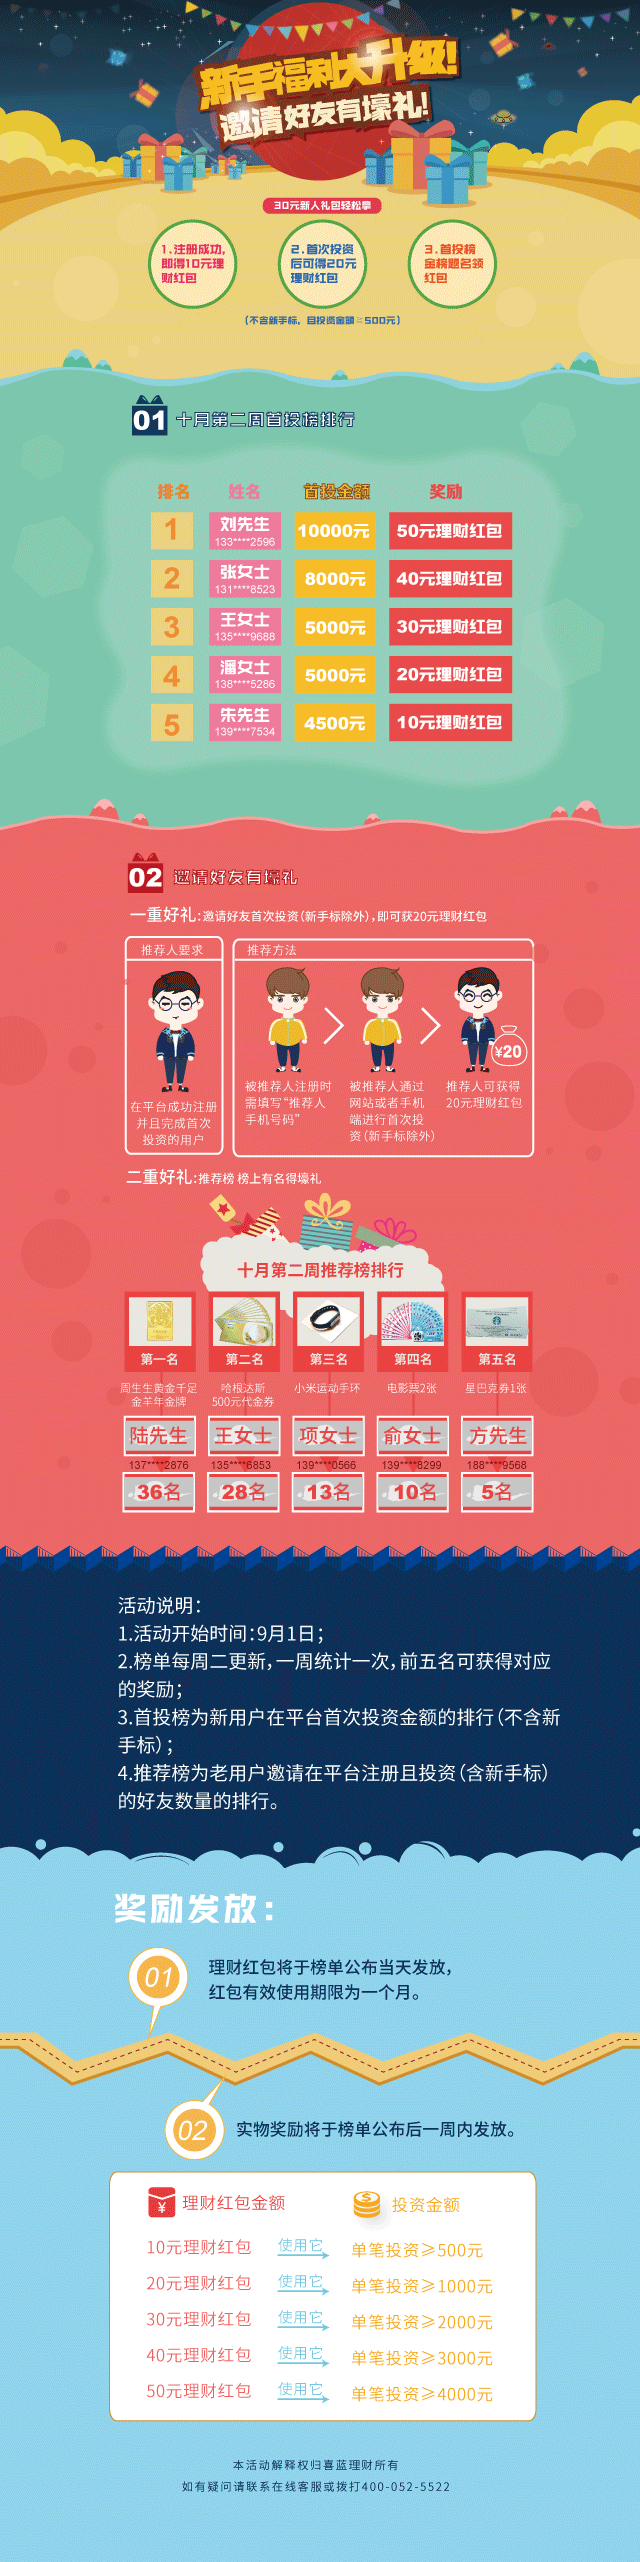 新手福利大升级!
邀请好友有壕礼!
30元新人礼包轻松拿
1.注册成功,
即得10元理
财红包
2.首次投资
后可得20元
理财红包
3.首投榜
金榜题名领
红包
(不含新手标，且投资金额≥500元)
01 十月第二周首投榜排行
排名 姓名 首投金额 奖励
1 刘先生 133****2596 10000元 50元理财红包
2 张女士 131****8523 8000元 40元理财红包
3 王女士 135****9688 5000元 30元理财红包
4 潘女士 138****5286 5000元 20元理财红包
5 朱先生 139****7534 4500元 10元理财红包
02 邀请好友有壕礼
一重好礼:邀请好友首次投资(新手标除外),即可获20元理财红包
推荐人要求
在平台成功注册
并且完成首次
投资的用户
推荐方法
¥20
被推荐人注册时
需填写“推荐人
手机号码”
被推荐人通过
网站或者手机
端进行首次投
资(新手标除外)
推荐人可获得
20元理财红包
二重好礼:推荐榜 榜上有名得壕礼
十月第二周推荐榜排行
第一名 第二名 第三名 第四名 第五名
周生生黄金千足
金羊年金牌
哈根达斯
500元代金券
小米运动手环
电影票2张
星巴克券1张
陆先生 王女士 项女士 俞女士 方先生
137****2876 135****6853 139****0566 139****8299 188****9568
36名 28名 13名 10名 5名
活动说明:
1.活动开始时间:9月1日;
2.榜单每周二更新,一周统计一次,前五名可获得对应
的奖励;
3.首投榜为新用户在平台首次投资金额的排行(不含新
手标);
4.推荐榜为老用户邀请在平台注册且投资(含新手标)
的好友数量的排行。
奖励发放:
01
理财红包将于榜单公布当天发放,
红包有效使用期限为一个月。
02
实物奖励将于榜单公布后一周内发放。
¥ 理财红包金额 $ 投资金额
10元理财红包 使用它 单笔投资≥500元
20元理财红包 使用它 单笔投资≥1000元
30元理财红包 使用它 单笔投资≥2000元
40元理财红包 使用它 单笔投资≥3000元
50元理财红包 使用它 单笔投资≥4000元
本活动解释权归喜蓝理财所有
如有疑问请联系在线客服或拨打400-052-5522